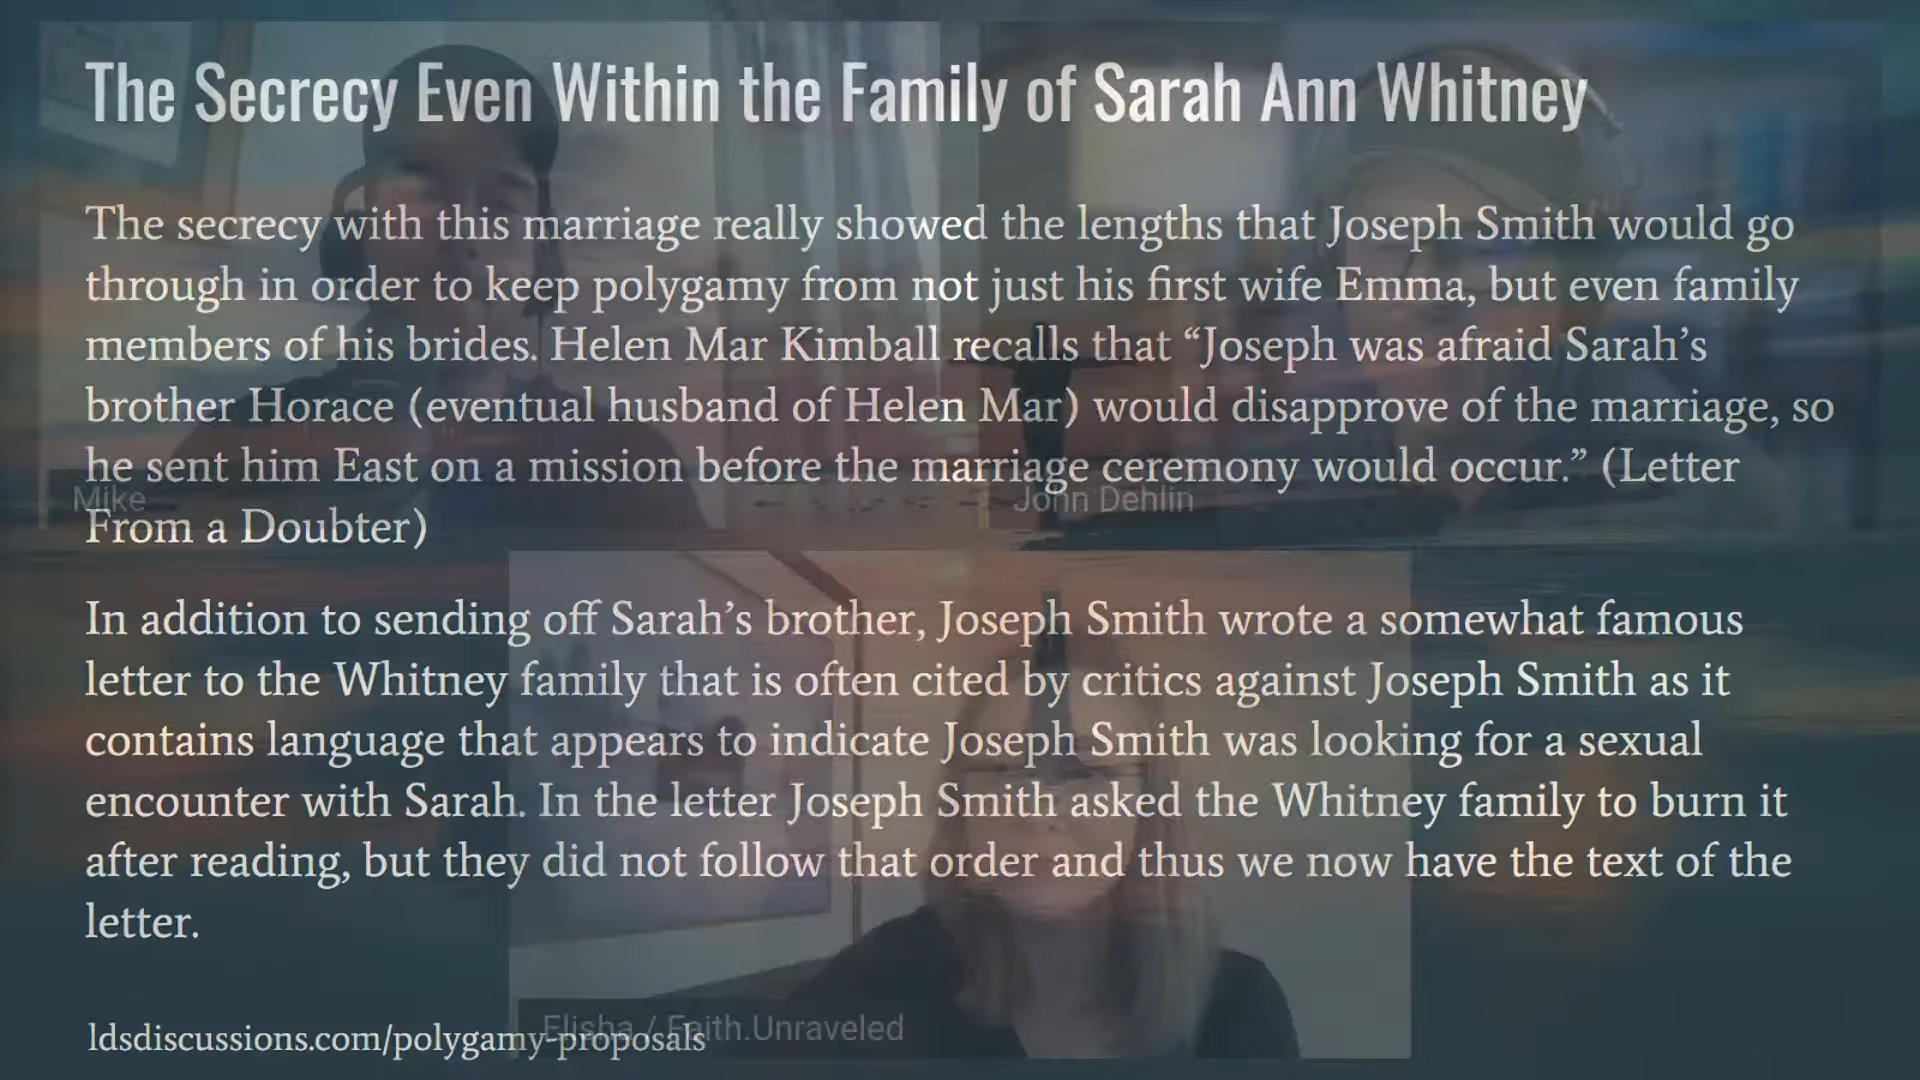 The Secrecy Even Within the Family of Sarah Ann Whitney
The secrecy with this marriage really showed the lengths that Joseph Smith would go
through in order to keep polygamy from not just his first wife Emma, but even family
members of his brides. Helen Mar Kimball recalls that “Joseph was afraid Sarah’s
brother Horace (eventual husband of Helen Mar) would disapprove of the marriage, so
he sent him East on a mission before the marriage ceremony would occur.” (Letter
Mike
John Dehlin
From a Doubter)
In addition to sending off Sarah’s brother, Joseph Smith wrote a somewhat famous
letter to the Whitney family that is often cited by critics against Joseph Smith as it
contains language that appears to indicate Joseph Smith was looking for a sexual
encounter with Sarah. In the letter Joseph Smith asked the Whitney family to burn it
after reading, but they did not follow that order and thus we now have the text of the
letter.
Elisha / Faith.Unraveled
ldsdiscussions.com/polygamy-proposals